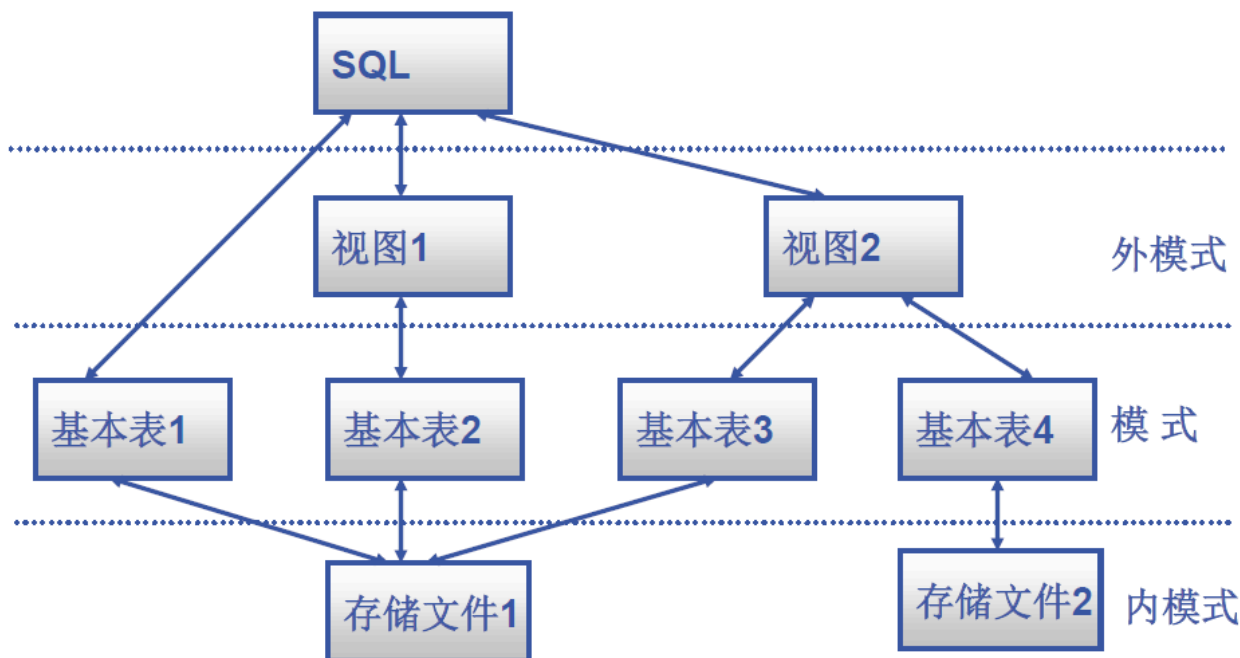 SQL
视图1
视图2
外模式
基本表1
基本表2
基本表3
基本表4
模 式
存储文件1
存储文件2
内模式